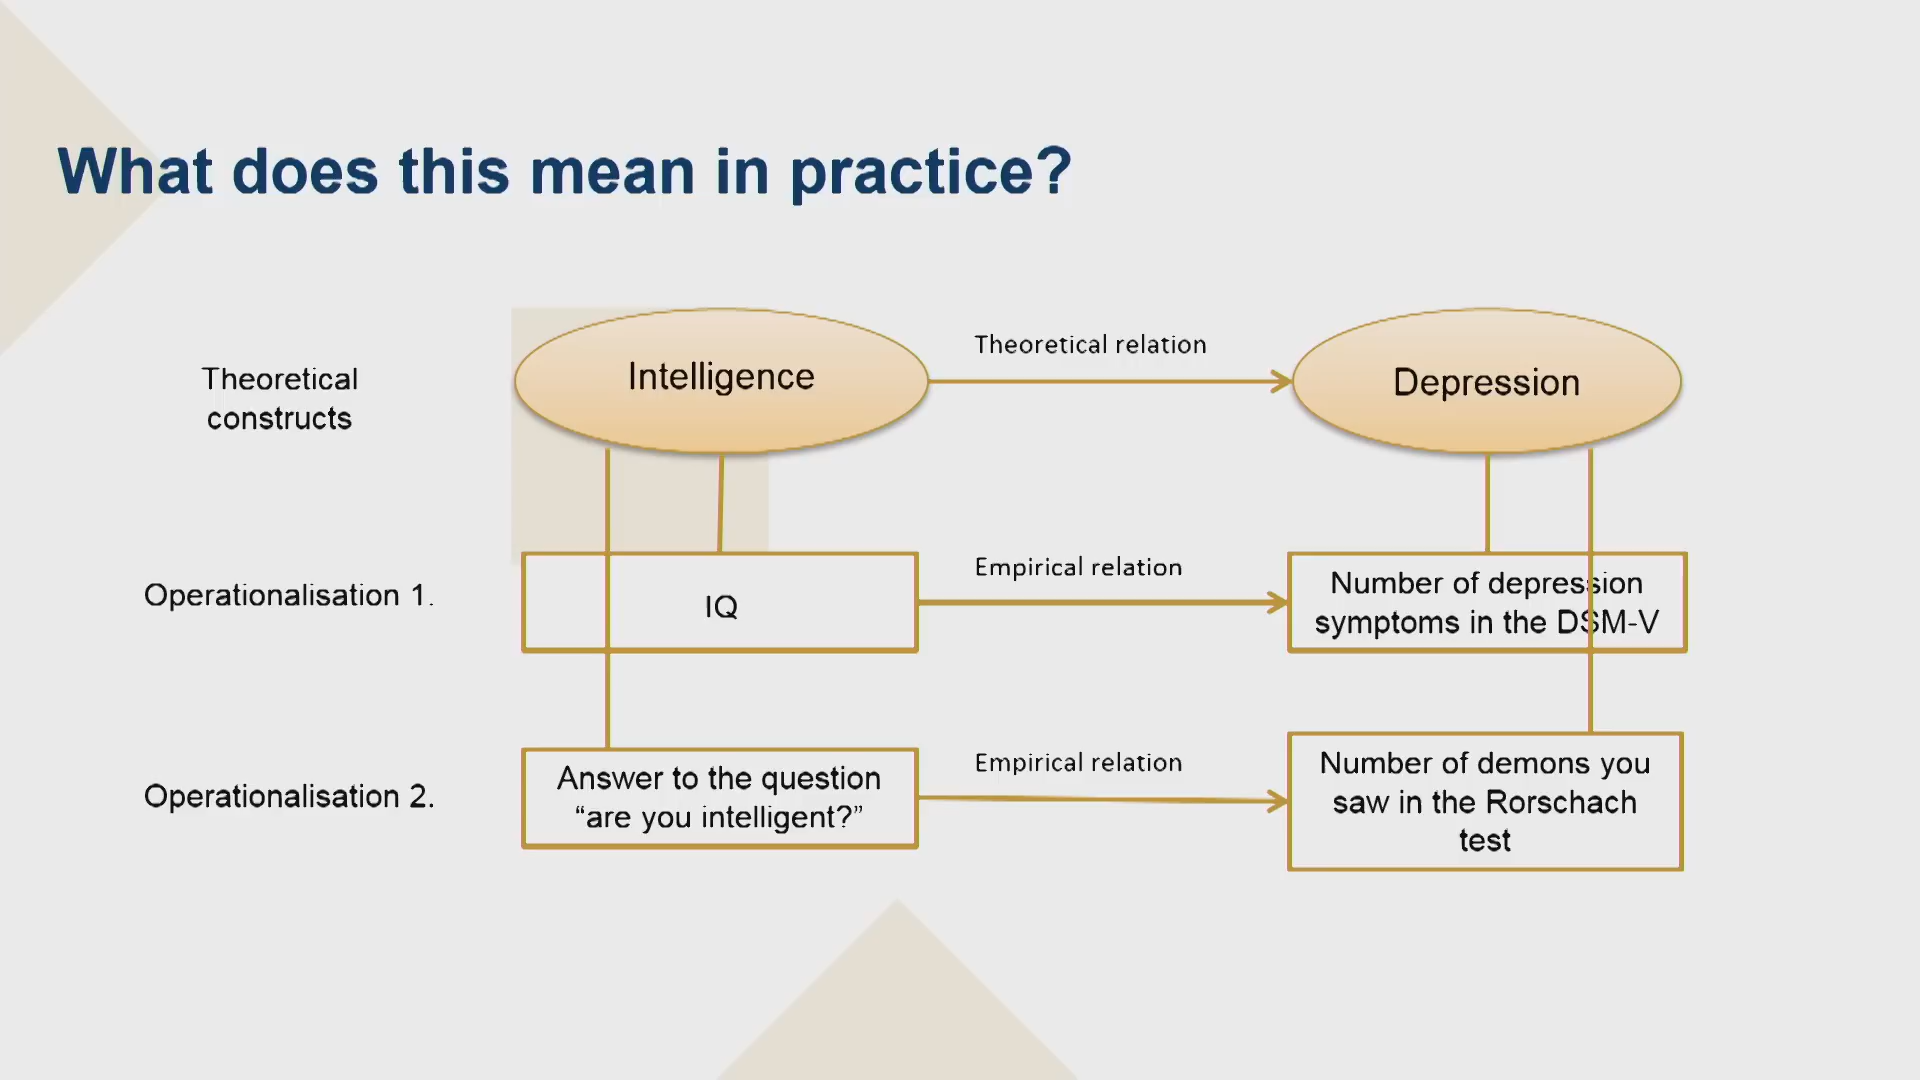 What does this mean in practice?
Theoretical
constructs
Intelligence
Theoretical relation
Depression
Operationalisation 1.
IQ
Empirical relation
Number of depression
symptoms in the DSM-V
Operationalisation 2.
Answer to the question
“are you intelligent?”
Empirical relation
Number of demons you
saw in the Rorschach
test